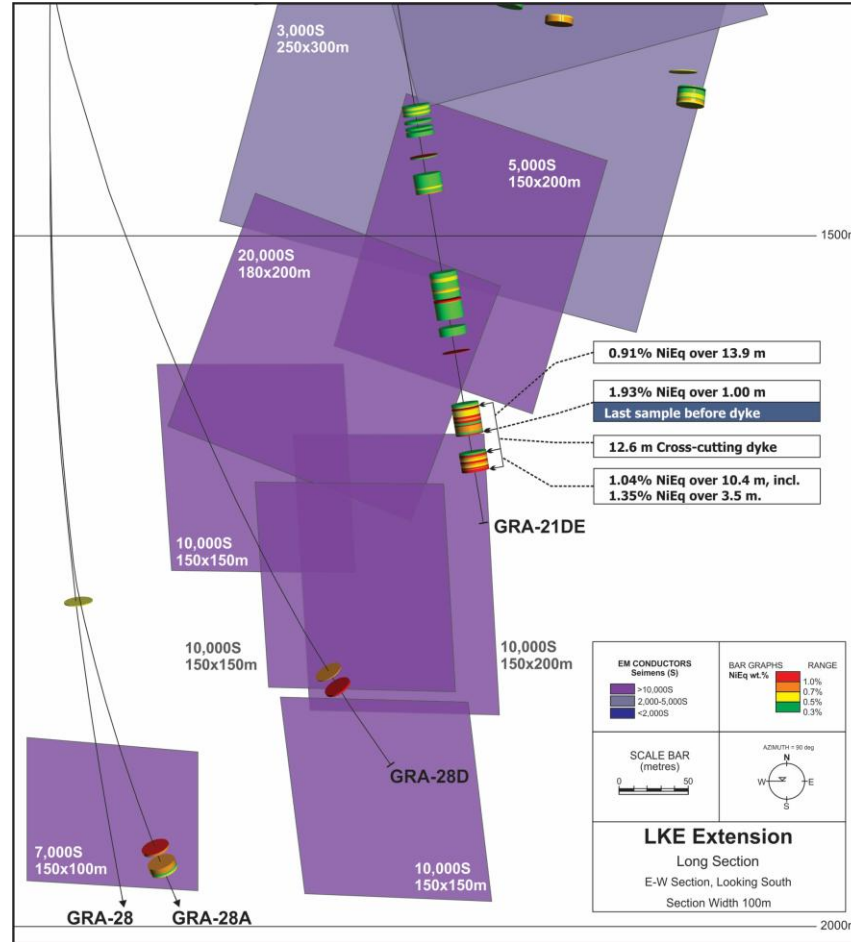 3,000S
250x300m
5,000S
150x200m
1500m
20,000S
180x200m
0.91% NiEq over 13.9 m
1.93% NiEq over 1.00 m
Last sample before dyke
12.6 m Cross-cutting dyke
1.04% NiEq over 10.4 m, incl.
1.35% NiEq over 3.5 m.
GRA-21DE
10,000S
150x150m
10,000S
150x150m
10,000S
150x200m
GRA-28D
7,000S
150x100m
10,000S
150x150m
GRA-28
GRA-28A
2000m
EM CONDUCTORS
Seimens (S)
>10,000S
2,000-5,000S
<2,000S
BAR GRAPHS
RANGE
NiEq wt.%
1.0%
0.7%
0.5%
0.3%
SCALE BAR
(metres)
0
50
AZIMUTH = 90 deg
N
W
E
S
LKE Extension
Long Section
E-W Section, Looking South
Section Width 100m